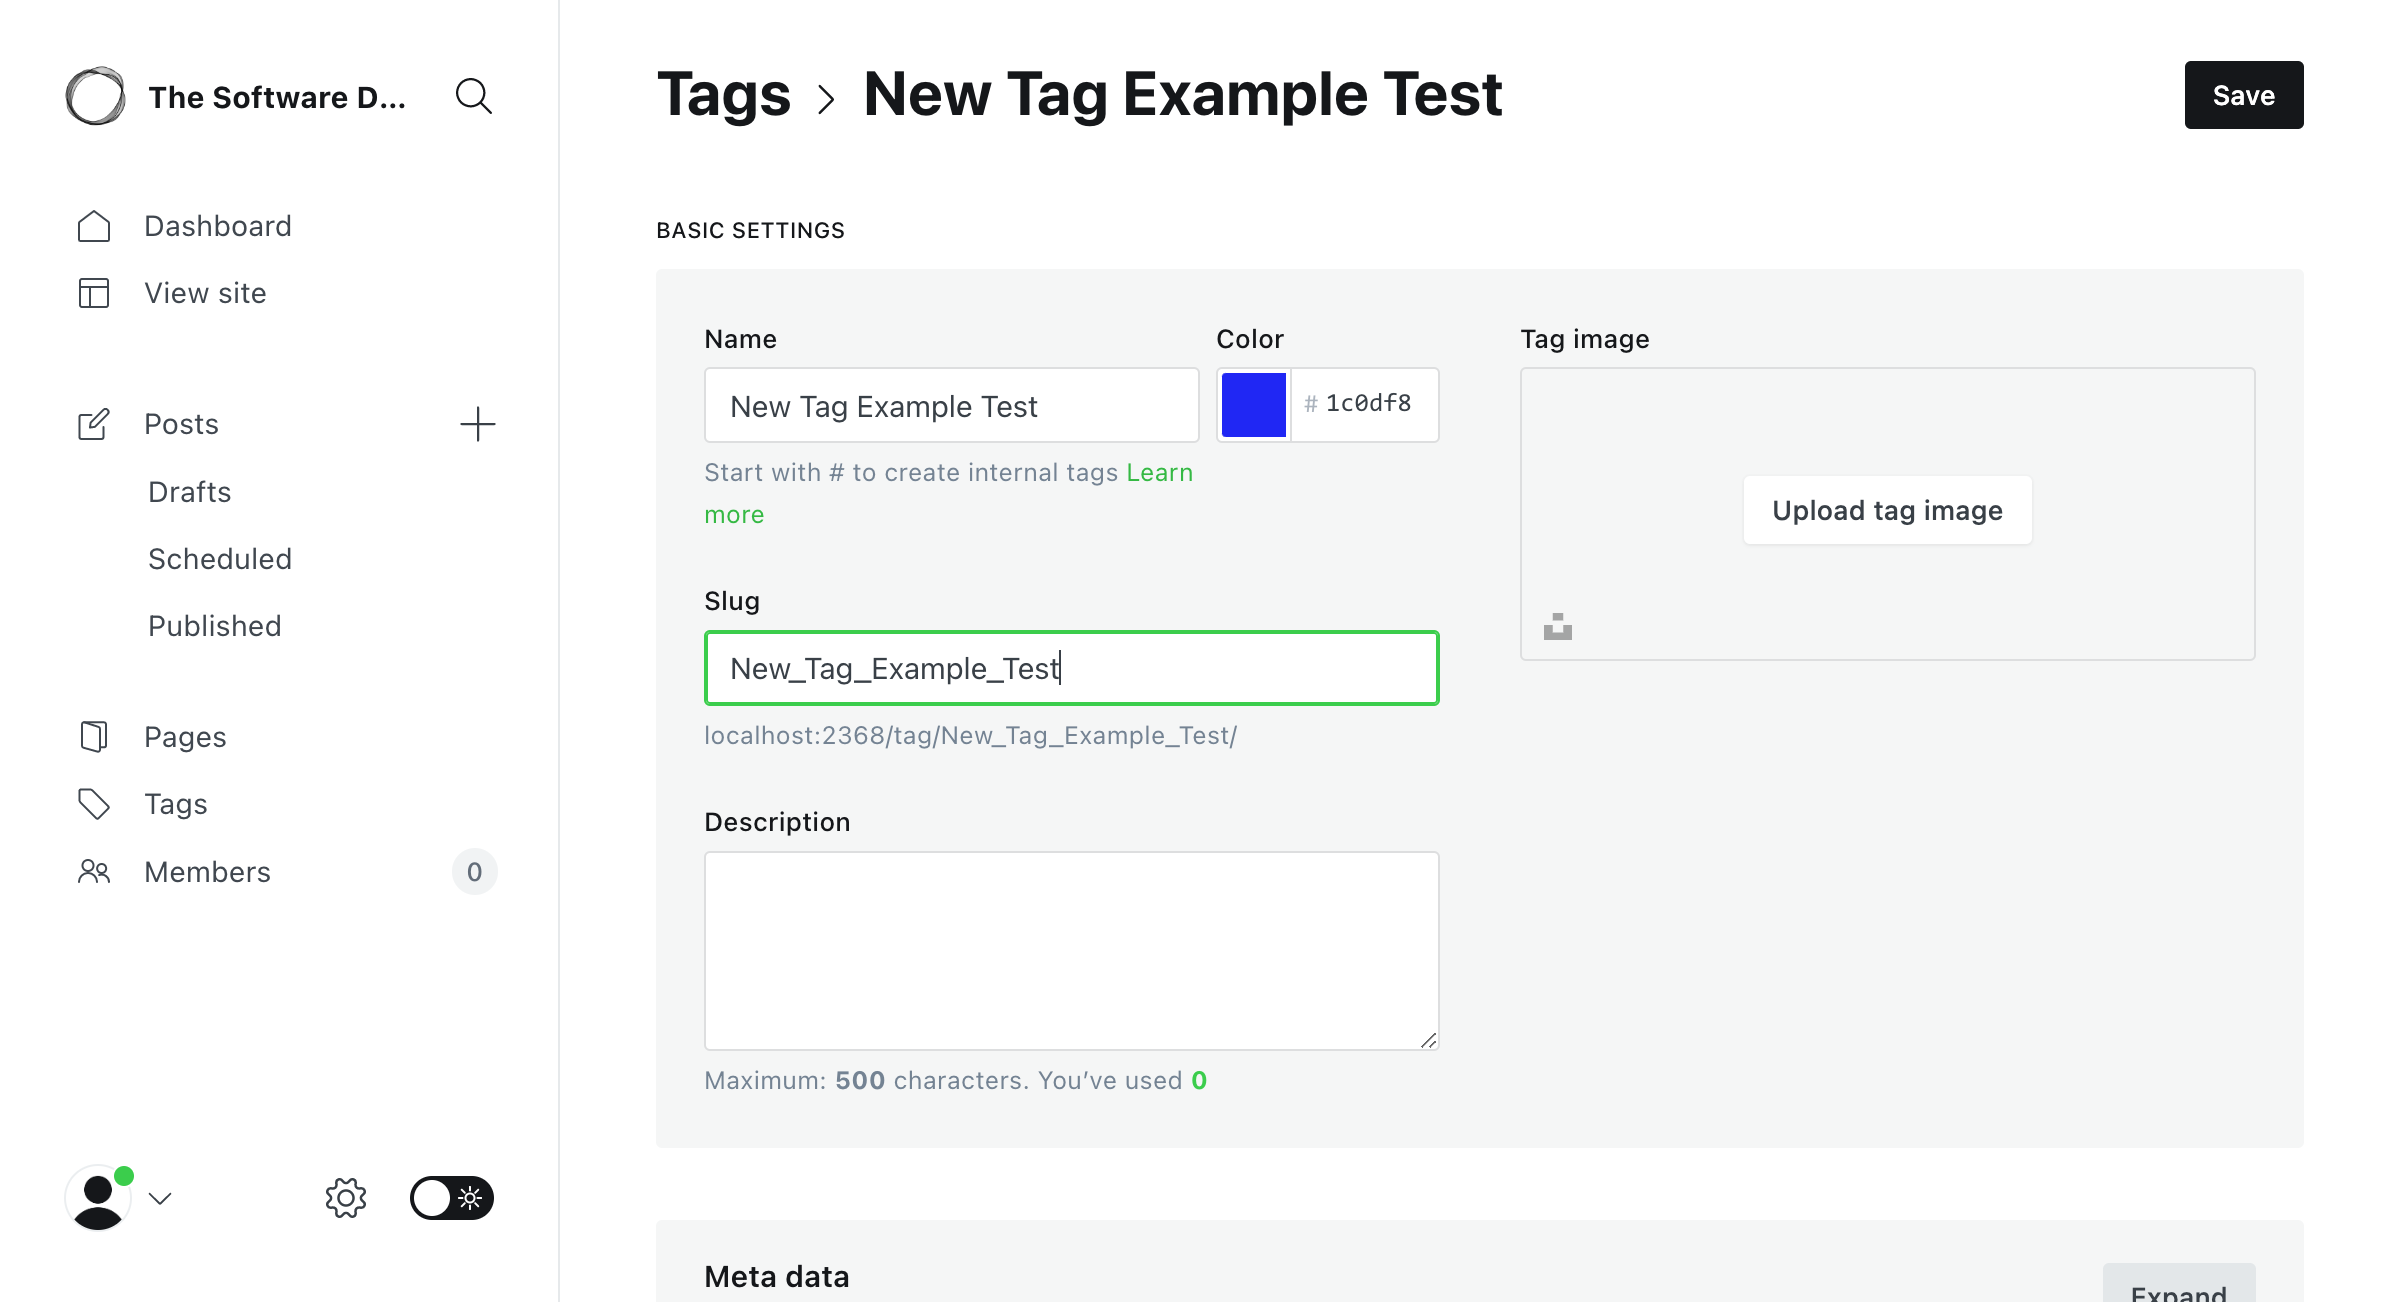 The Software D...
Dashboard
View site
Posts
Drafts
Scheduled
Published
Pages
Tags
Members
0
Tags > New Tag Example Test
Save
BASIC SETTINGS
Name
New Tag Example Test
Start with # to create internal tags Learn
more
Color
# 1c0df8
Slug
New_Tag_Example_Test
localhost:2368/tag/New_Tag_Example_Test/
Description
Maximum: 500 characters. You’ve used 0
Tag image
Upload tag image
Meta data
Expand